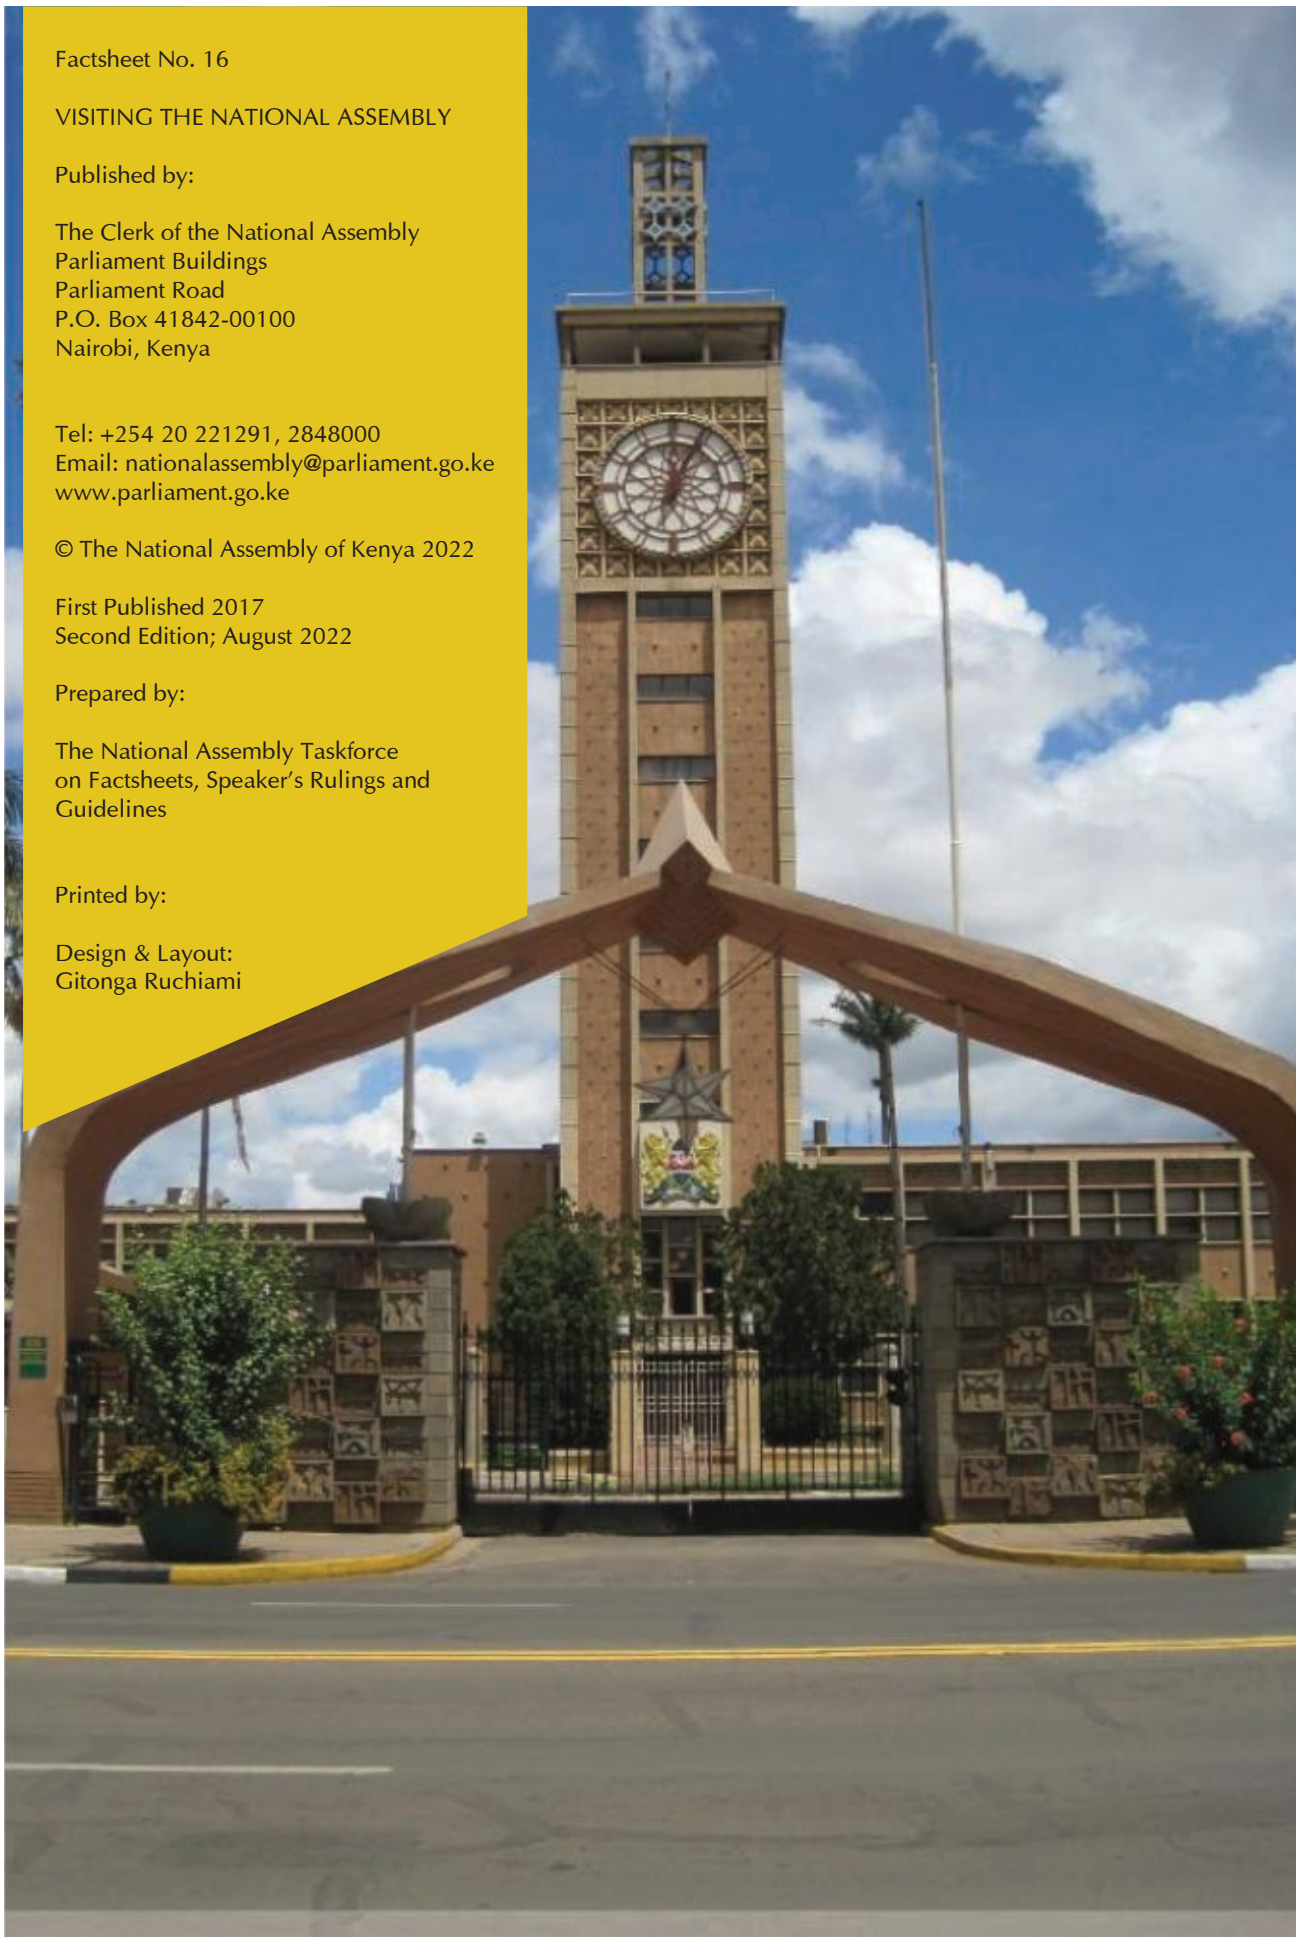 Factsheet No. 16
VISITING THE NATIONAL ASSEMBLY
Published by:
The Clerk of the National Assembly
Parliament Buildings
Parliament Road
P.O. Box 41842-00100
Nairobi, Kenya
Tel: +254 20 221291, 2848000
Email: nationalassembly@parliament.go.ke
www.parliament.go.ke
© The National Assembly of Kenya 2022
First Published 2017
Second Edition; August 2022
Prepared by:
The National Assembly Taskforce
on Factsheets, Speaker’s Rulings and
Guidelines
Printed by:
Design & Layout:
Gitonga Ruchiami